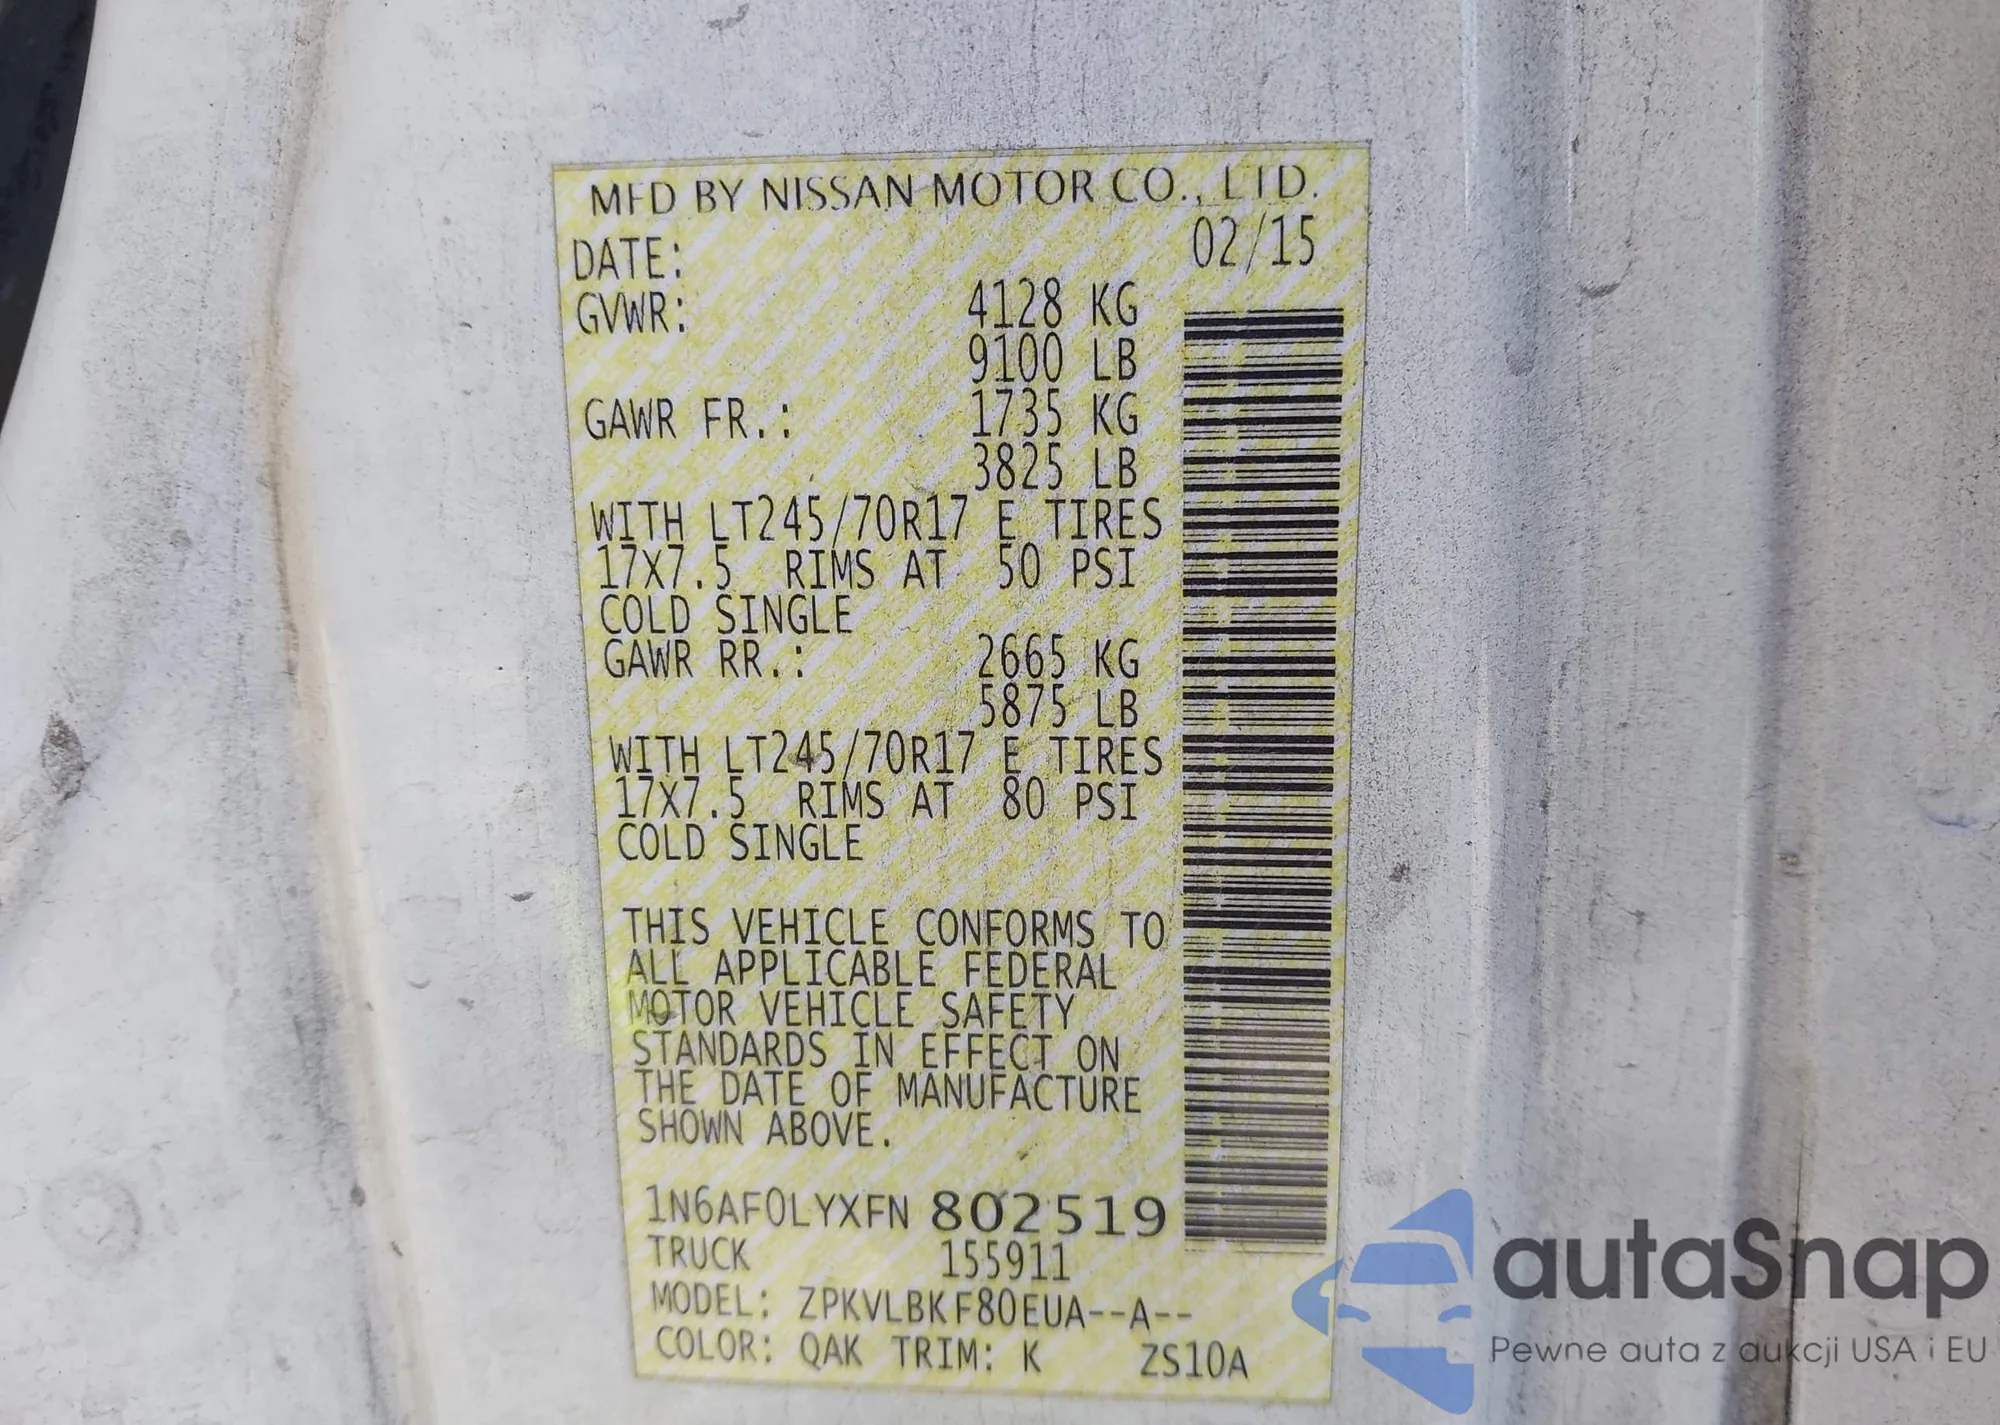 MFD BY NISSAN MOTOR CO., LTD.
DATE: 02/15
GVWR: 4128 KG
9100 LB
GAWR FR.: 1735 KG
3825 LB
WITH LT245/70R17 E TIRES
17X7.5 RIMS AT 50 PSI
COLD SINGLE
GAWR RR.: 2665 KG
5875 LB
WITH LT245/70R17 E TIRES
17X7.5 RIMS AT 80 PSI
COLD SINGLE
THIS VEHICLE CONFORMS TO
ALL APPLICABLE FEDERAL
MOTOR VEHICLE SAFETY
STANDARDS IN EFFECT ON
THE DATE OF MANUFACTURE
SHOWN ABOVE.
1N6AF0LYXFN 802519
TRUCK 155911
MODEL: ZPKVLBKF80EUA--A--
COLOR: QAK TRIM: K ZS10A
autaSnap
Pewne auta z aukcji USA i EU